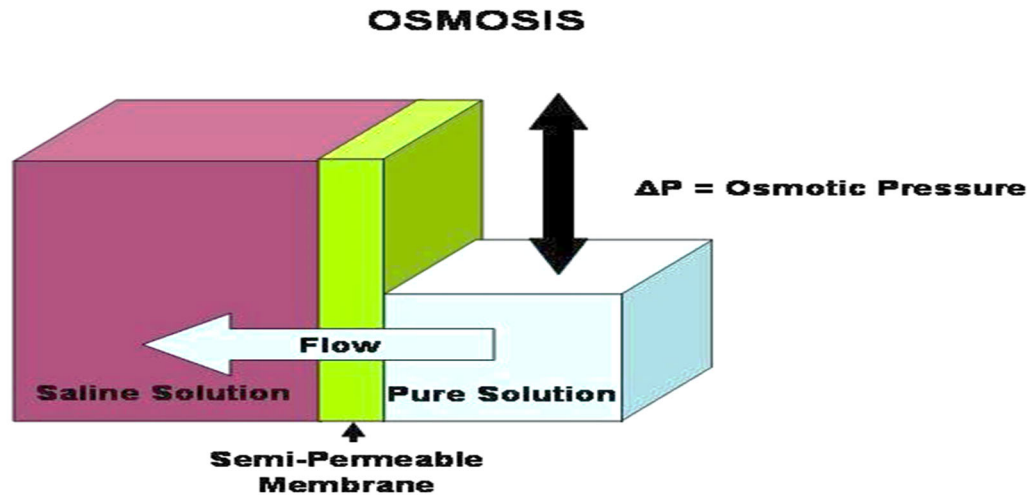 OSMOSIS
ΔP = Osmotic Pressure
Flow
Saline Solution
Pure Solution
Semi-Permeable
Membrane